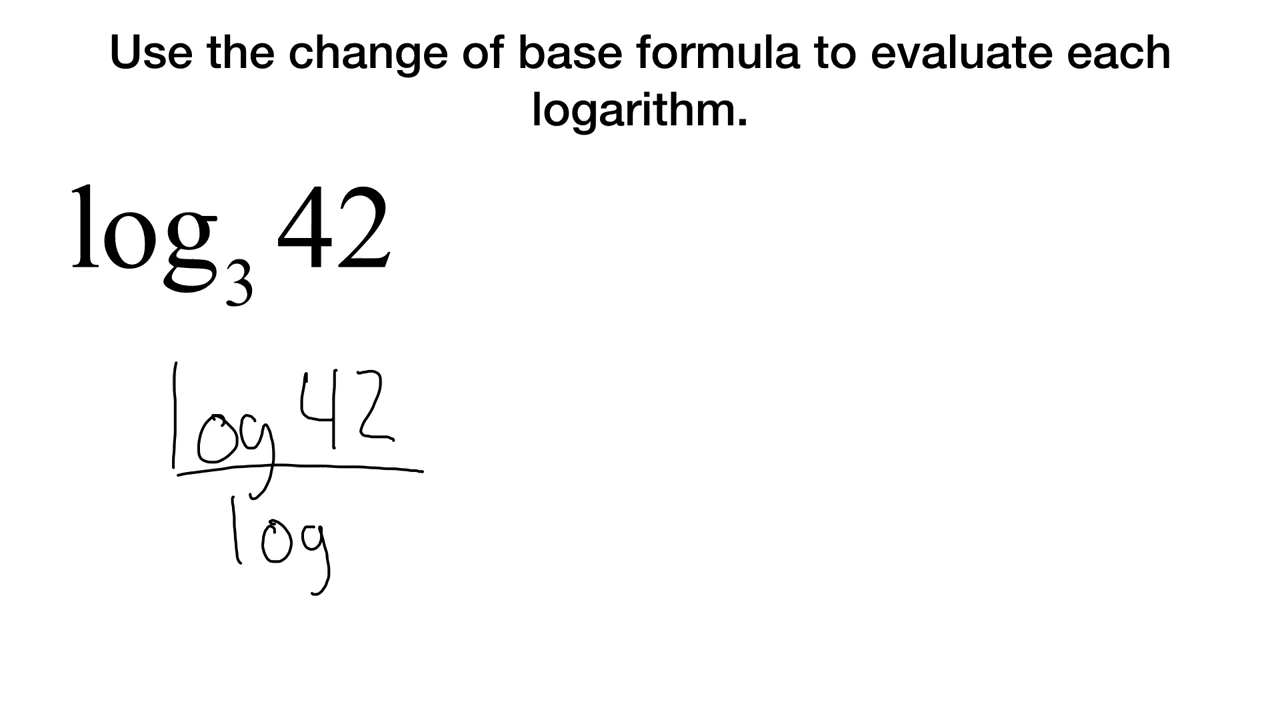 Use the change of base formula to evaluate each
logarithm.
log₃ 42
log 42
log